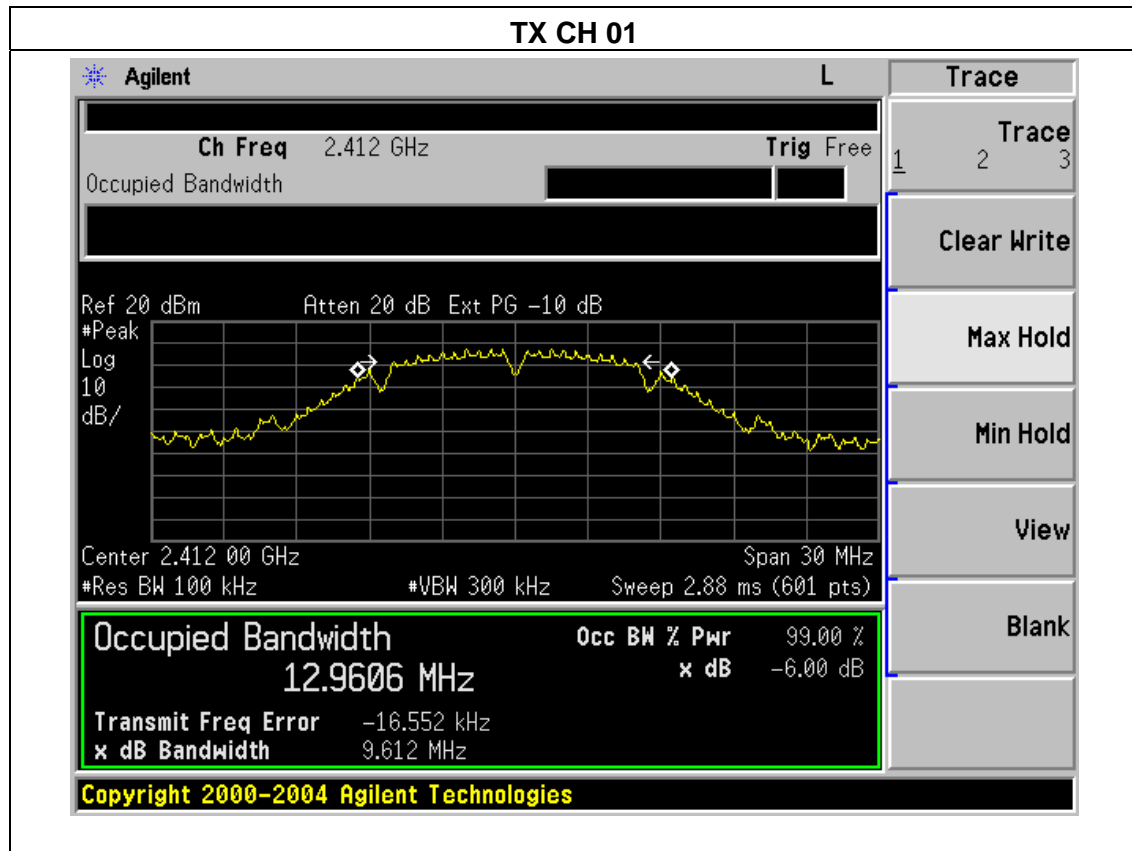 TX CH 01
Agilent L Trace
Ch Freq 2.412 GHz Trig Free
Occupied Bandwidth
Trace
1 2 3
Clear Write
Max Hold
Min Hold
View
Blank
Ref 20 dBm Atten 20 dB Ext PG -10 dB
#Peak
Log
10
dB/
Center 2.412 00 GHz Span 30 MHz
#Res BW 100 kHz #VBW 300 kHz Sweep 2.88 ms (601 pts)
Occupied Bandwidth Occ BW % Pwr 99.00 %
12.9606 MHz x dB -6.00 dB
Transmit Freq Error -16.552 kHz
x dB Bandwidth 9.612 MHz
Copyright 2000-2004 Agilent Technologies